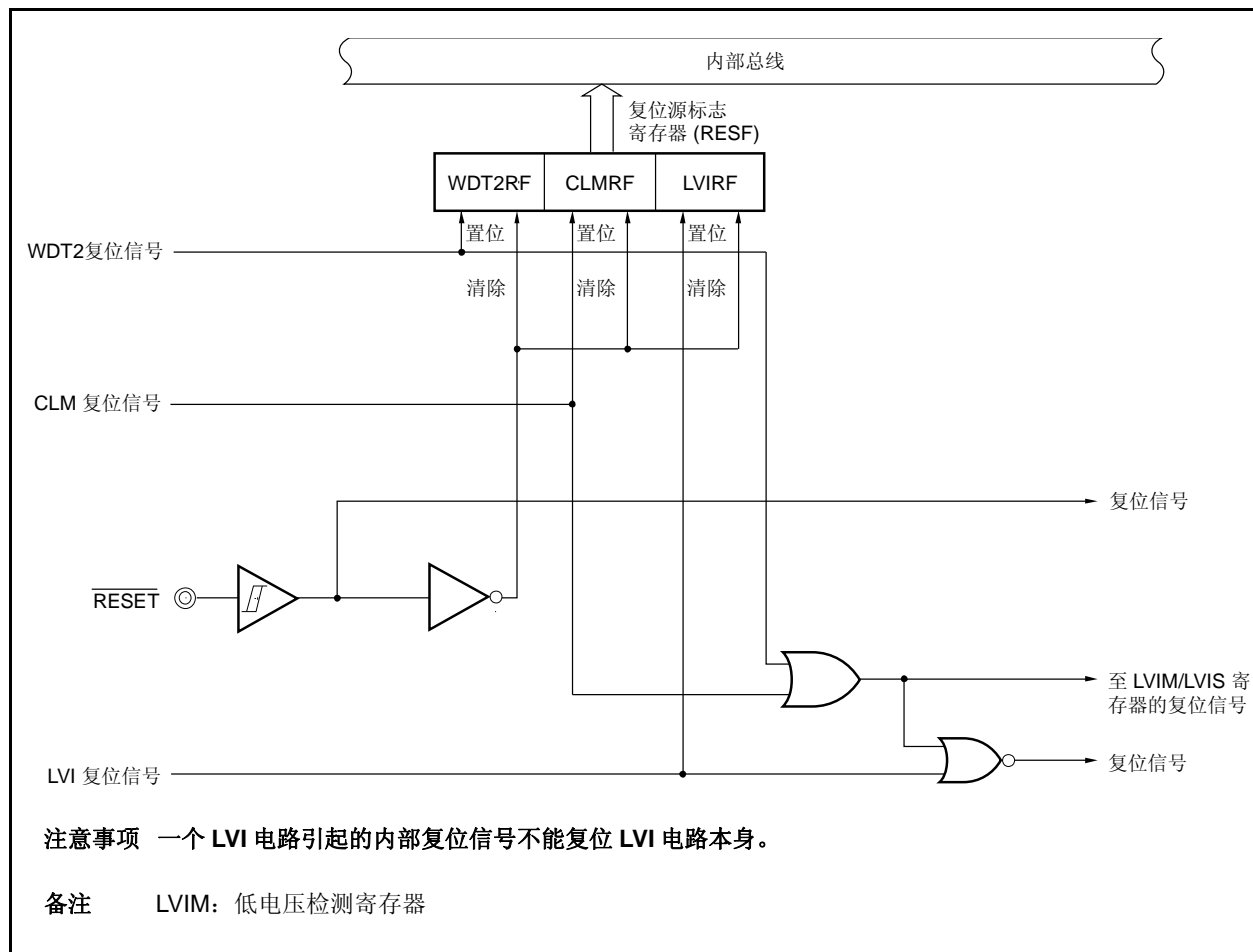 内部总线
复位源标志
寄存器 (RESF)
WDT2RF
CLMRF
LVIRF
置位
置位
置位
WDT2复位信号
清除
清除
清除
CLM 复位信号
复位信号
RESET
至 LVIM/LVIS 寄
存器的复位信号
复位信号
LVI 复位信号
注意事项 一个 LVI 电路引起的内部复位信号不能复位 LVI 电路本身。
备注 LVIM：低电压检测寄存器